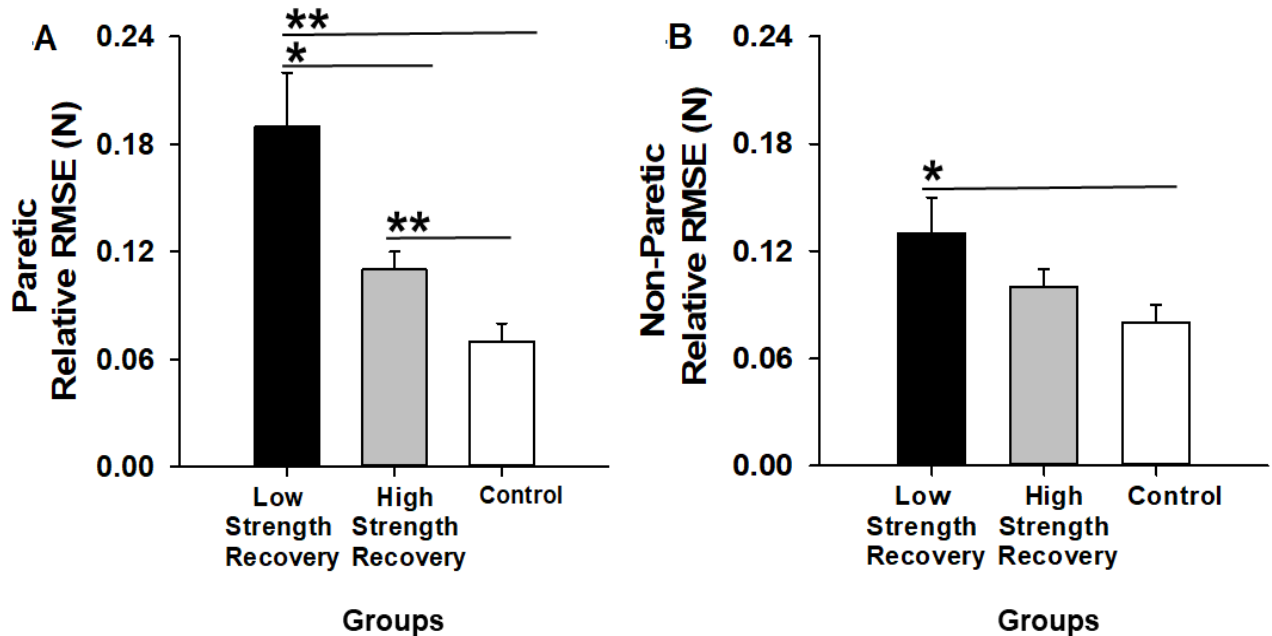 A
**
*
**
0.24
0.18
0.12
0.06
0.00
Paretic
Relative RMSE (N)
Low
Strength
Recovery
High
Strength
Recovery
Control
Groups
B
*
0.24
0.18
0.12
0.06
0.00
Non-Paretic
Relative RMSE (N)
Low
Strength
Recovery
High
Strength
Recovery
Control
Groups